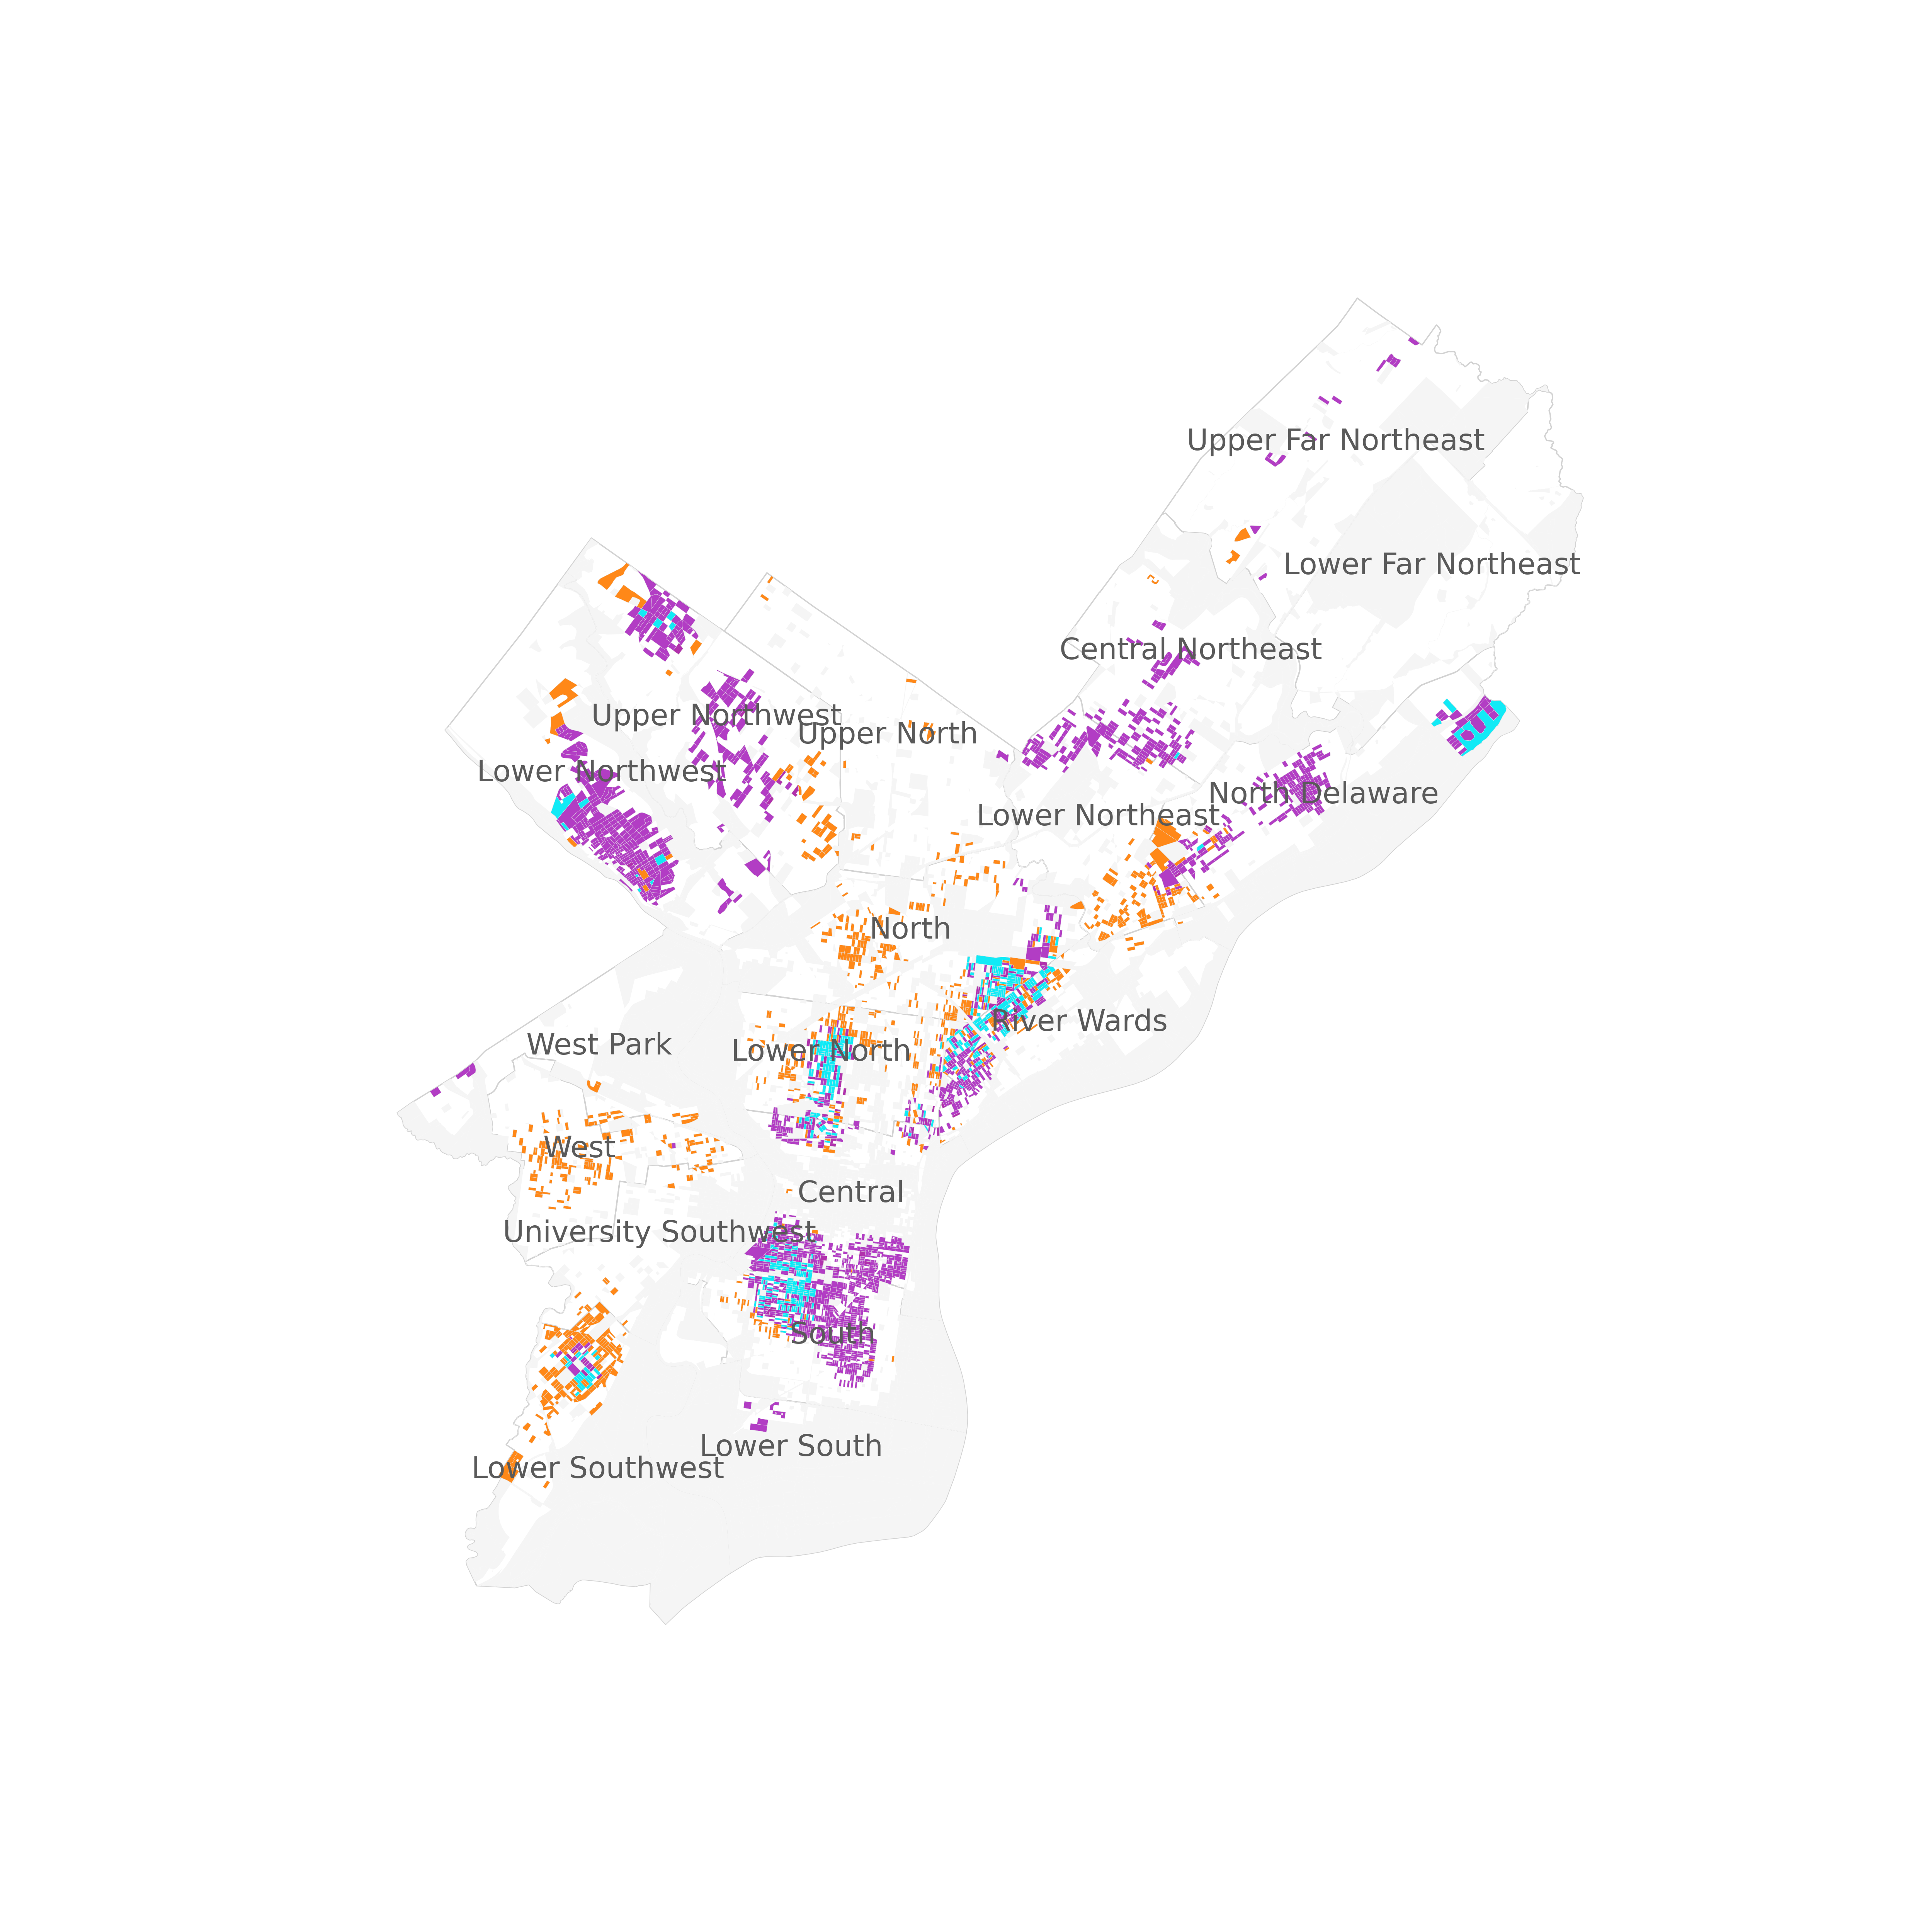 Upper Far Northeast
Lower Far Northeast
Central Northeast
Upper Northwest
Upper North
Lower Northwest
North Delaware
Lower Northeast
North
River Wards
West Park
Lower North
West
Central
University Southwest
South
Lower South
Lower Southwest